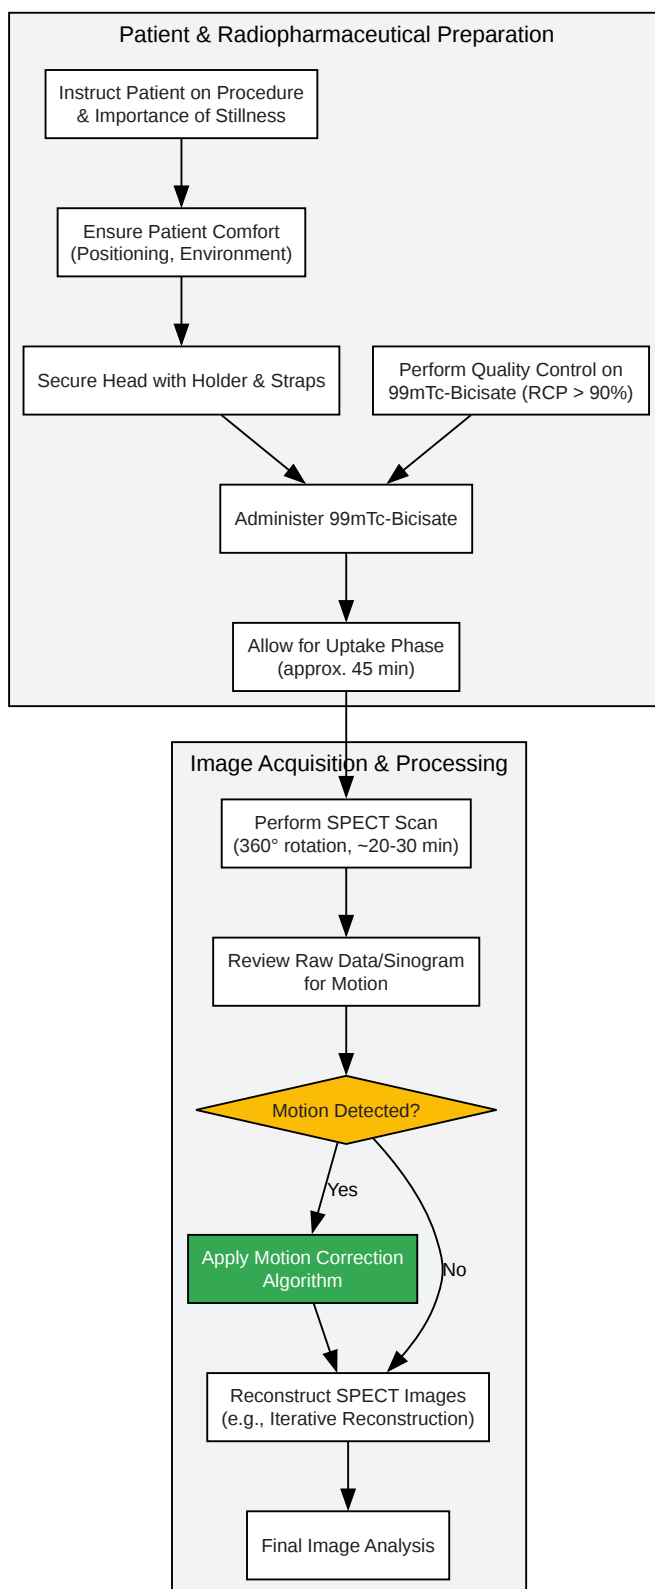 Patient & Radiopharmaceutical Preparation
Instruct Patient on Procedure
& Importance of Stillness
Ensure Patient Comfort
(Positioning, Environment)
Secure Head with Holder & Straps
Perform Quality Control on
99mTc-Bicisate (RCP > 90%)
Administer 99mTc-Bicisate
Allow for Uptake Phase
(approx. 45 min)
Image Acquisition & Processing
Perform SPECT Scan
(360° rotation, ~20-30 min)
Review Raw Data/Sinogram
for Motion
Motion Detected?
Yes
Apply Motion Correction
Algorithm
No
Reconstruct SPECT Images
(e.g., Iterative Reconstruction)
Final Image Analysis